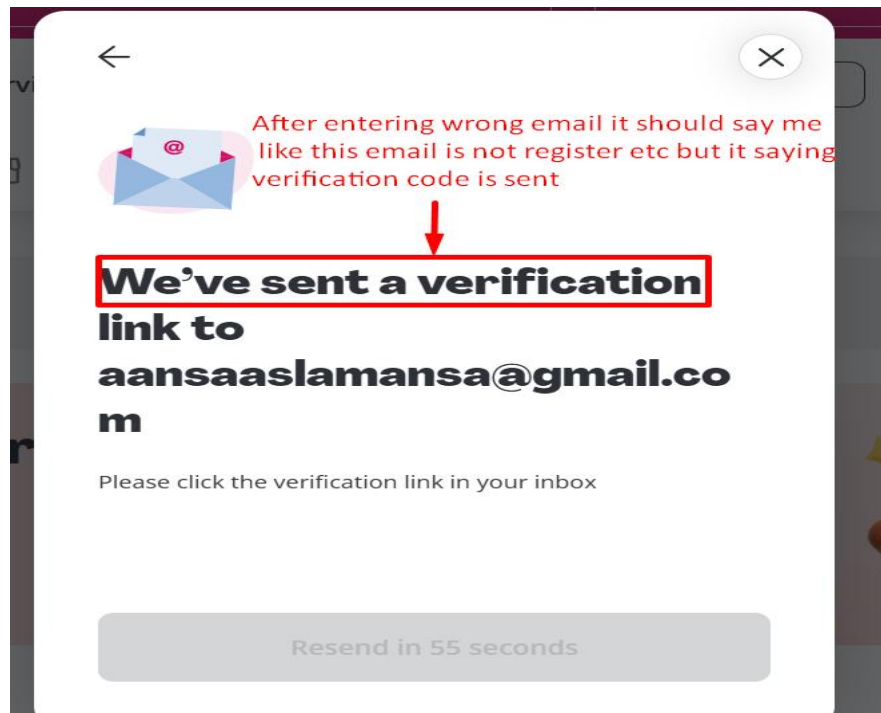 After entering wrong email it should say me
like this email is not register etc but it saying
verification code is sent
@
We've sent a verification
link to
aansaaslamansa@gmail.co
m
Please click the verification link in your inbox
Resend in 55 seconds